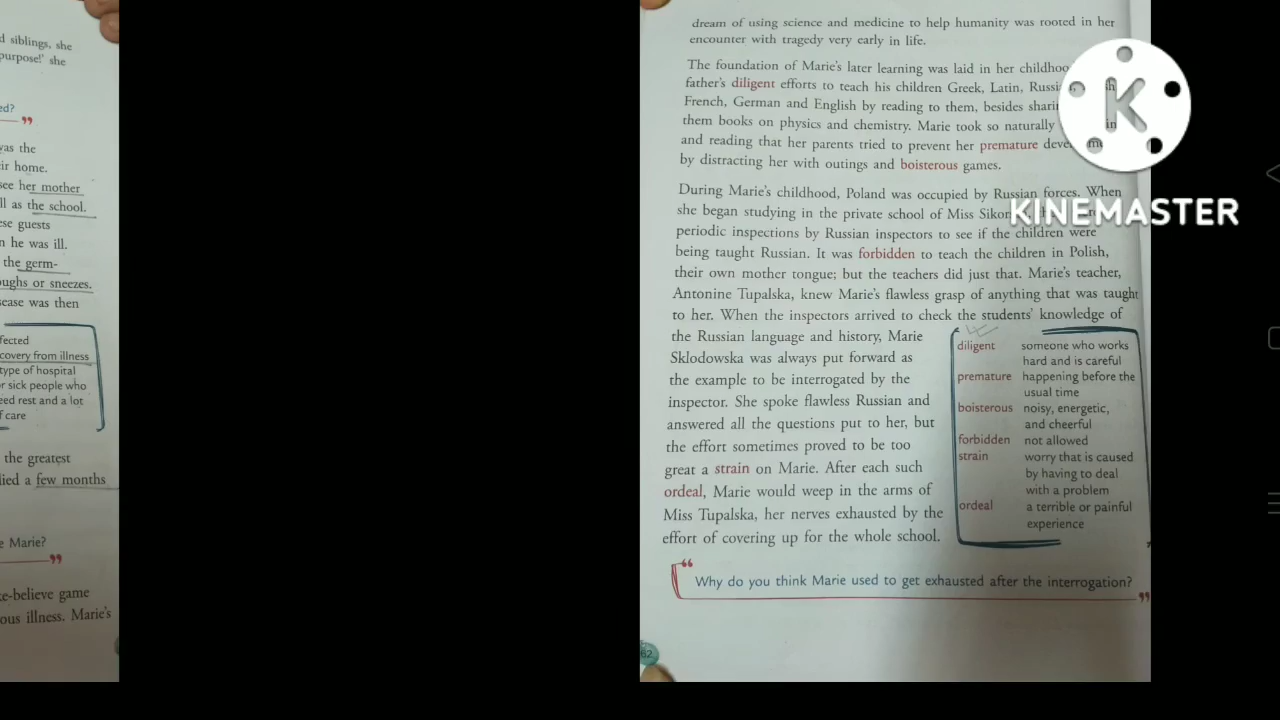 d siblings, she
purpose!' she
ed?
”
was the
ir home.
see her mother
ll as the school.
ese guests
n he was ill.
the germ-
oughs or sneezes.
sease was then
fected
covery from illness
type of hospital
r sick people who
eed rest and a lot
f care
the greatest
lied a few months
e Marie?
”
ke-believe game
ous illness. Marie's
dream of using science and medicine to help humanity was rooted in her
encounter with tragedy very early in life.
The foundation of Marie's later learning was laid in her childhoo
father's diligent efforts to teach his children Greek, Latin, Russi
French, German and English by reading to them, besides sharin
them books on physics and chemistry. Marie took so naturally
and reading that her parents tried to prevent her premature deve
by distracting her with outings and boisterous games.
During Marie's childhood, Poland was occupied by Russian forces. When
she began studying in the private school of Miss Sikor
periodic inspections by Russian inspectors to see if the children were
being taught Russian. It was forbidden to teach the children in Polish,
their own mother tongue; but the teachers did just that. Marie's teacher,
Antonine Tupalska, knew Marie's flawless grasp of anything that was taught
to her. When the inspectors arrived to check the students' knowledge of
the Russian language and history, Marie
Sklodowska was always put forward as
the example to be interrogated by the
inspector. She spoke flawless Russian and
answered all the questions put to her, but
the effort sometimes proved to be too
great a strain on Marie. After each such
ordeal, Marie would weep in the arms of
Miss Tupalska, her nerves exhausted by the
effort of covering up for the whole school.
diligent someone who works
hard and is careful
premature happening before the
usual time
boisterous noisy, energetic,
and cheerful
forbidden not allowed
strain worry that is caused
by having to deal
with a problem
ordeal a terrible or painful
experience
“ Why do you think Marie used to get exhausted after the interrogation? ”
62
K
KINEMASTER